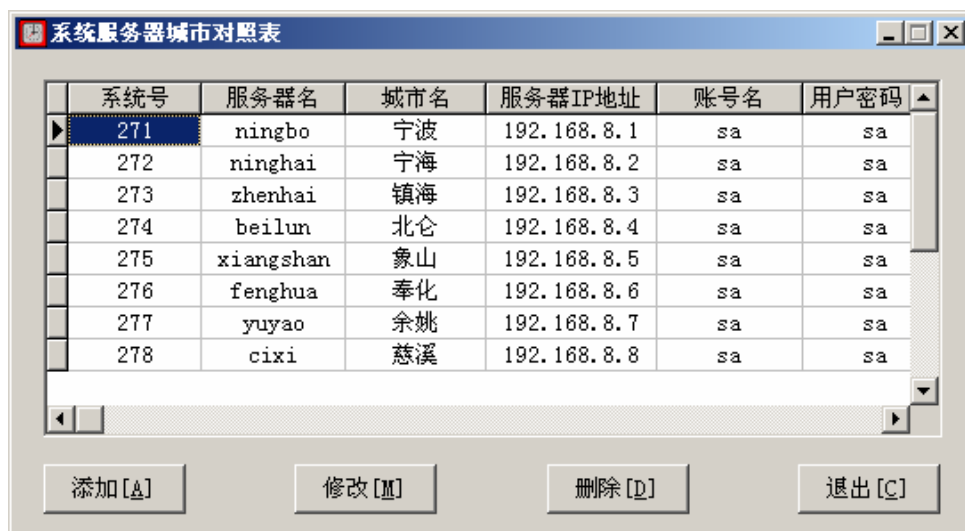 系统服务器城市对照表
系统号 服务器名 城市名 服务器IP地址 账号名 用户密码
271 ningbo 宁波 192.168.8.1 sa sa
272 ninghai 宁海 192.168.8.2 sa sa
273 zhenhai 镇海 192.168.8.3 sa sa
274 beilun 北仑 192.168.8.4 sa sa
275 xiangshan 象山 192.168.8.5 sa sa
276 fenghua 奉化 192.168.8.6 sa sa
277 yuyao 余姚 192.168.8.7 sa sa
278 cixi 慈溪 192.168.8.8 sa sa
添加[A] 修改[M] 删除[D] 退出[C]